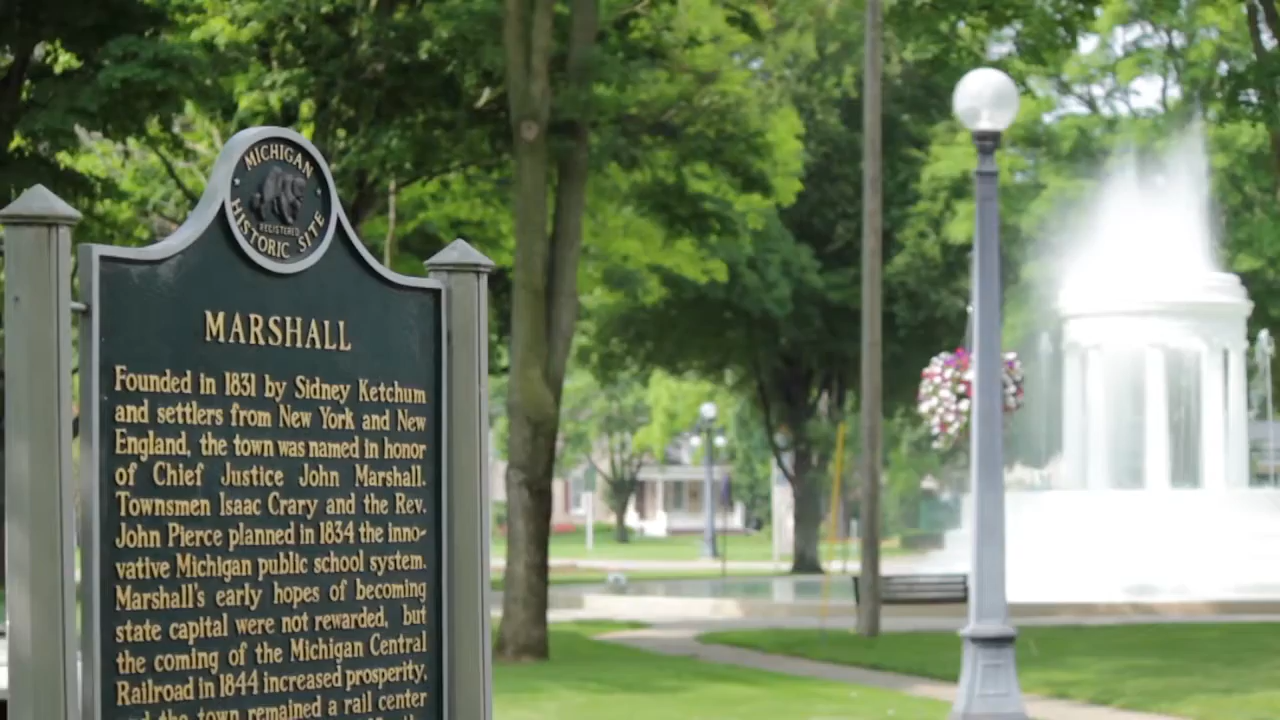 MICHIGAN
REGISTERED
HISTORIC SITE
MARSHALL
Founded in 1831 by Sidney Ketchum
and settlers from New York and New
England, the town was named in honor
of Chief Justice John Marshall.
Townsmen Isaac Crary and the Rev.
John Pierce planned in 1834 the inno-
vative Michigan public school system.
Marshall's early hopes of becoming
state capital were not rewarded, but
the coming of the Michigan Central
Railroad in 1844 increased prosperity,
and the town remained a rail center